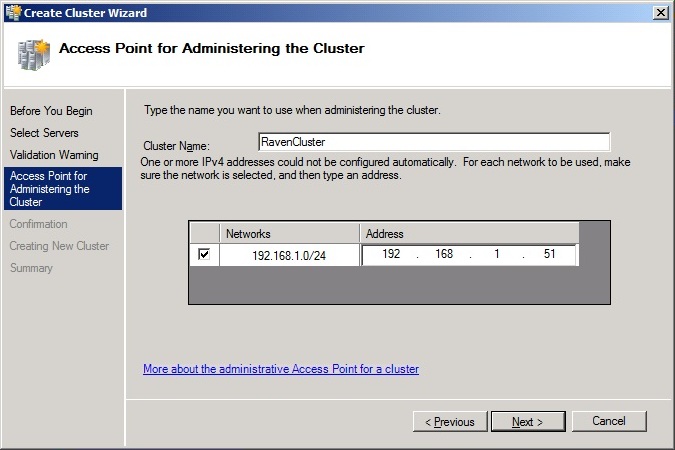 Create Cluster Wizard
Access Point for Administering the Cluster
Before You Begin
Select Servers
Validation Warning
Access Point for
Administering the
Cluster
Confirmation
Creating New Cluster
Summary
Type the name you want to use when administering the cluster.
Cluster Name: RavenCluster
One or more IPv4 addresses could not be configured automatically. For each network to be used, make
sure the network is selected, and then type an address.
Networks Address
192.168.1.0/24 192 . 168 . 1 . 51
More about the administrative Access Point for a cluster
< Previous Next > Cancel